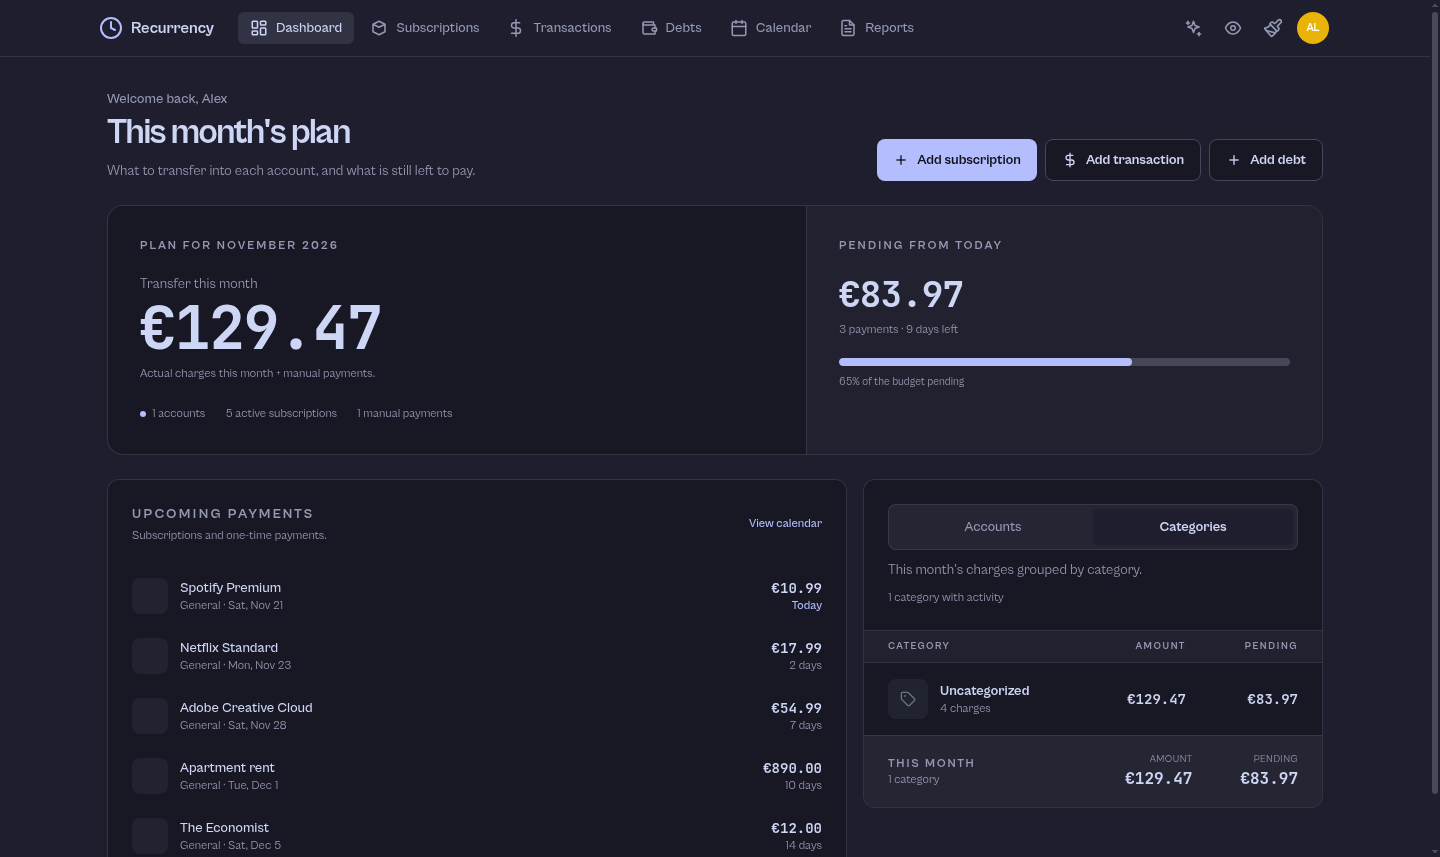 Recurrency
Dashboard
Subscriptions
Transactions
Debts
Calendar
Reports
AL
Welcome back, Alex
This month's plan
What to transfer into each account, and what is still left to pay.
Add subscription
Add transaction
Add debt
PLAN FOR NOVEMBER 2026
Transfer this month
€129.47
Actual charges this month + manual payments.
1 accounts
5 active subscriptions
1 manual payments
PENDING FROM TODAY
€83.97
3 payments · 9 days left
65% of the budget pending
UPCOMING PAYMENTS
Subscriptions and one-time payments.
View calendar
Spotify Premium
€10.99
General · Sat, Nov 21
Today
Netflix Standard
€17.99
General · Mon, Nov 23
2 days
Adobe Creative Cloud
€54.99
General · Sat, Nov 28
7 days
Apartment rent
€890.00
General · Tue, Dec 1
10 days
The Economist
€12.00
General · Sat, Dec 5
14 days
Accounts
Categories
This month's charges grouped by category.
1 category with activity
CATEGORY
AMOUNT
PENDING
Uncategorized
4 charges
€129.47
€83.97
THIS MONTH
1 category
AMOUNT
€129.47
PENDING
€83.97